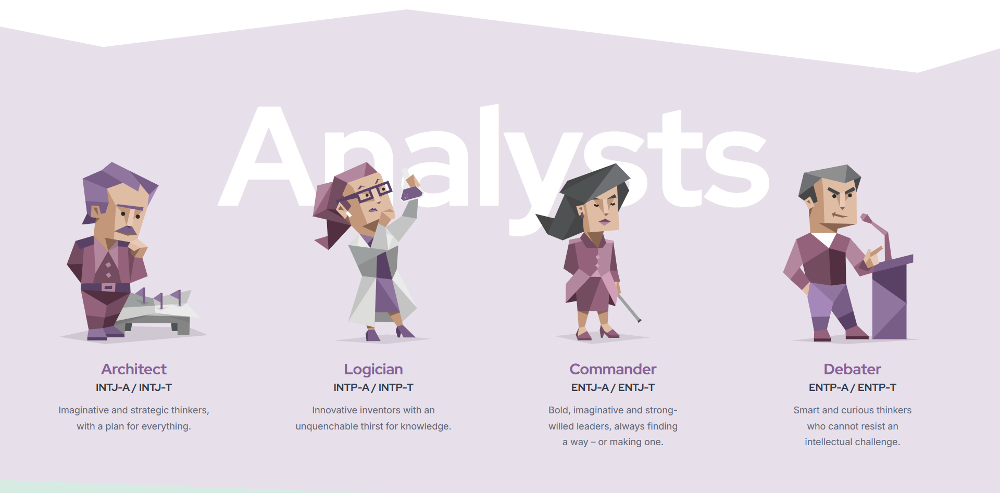 Analysts
Architect
INTJ-A / INTJ-T
Imaginative and strategic thinkers,
with a plan for everything.
Logician
INTP-A / INTP-T
Innovative inventors with an
unquenchable thirst for knowledge.
Commander
ENTJ-A / ENTJ-T
Bold, imaginative and strong-
willed leaders, always finding
a way – or making one.
Debater
ENTP-A / ENTP-T
Smart and curious thinkers
who cannot resist an
intellectual challenge.